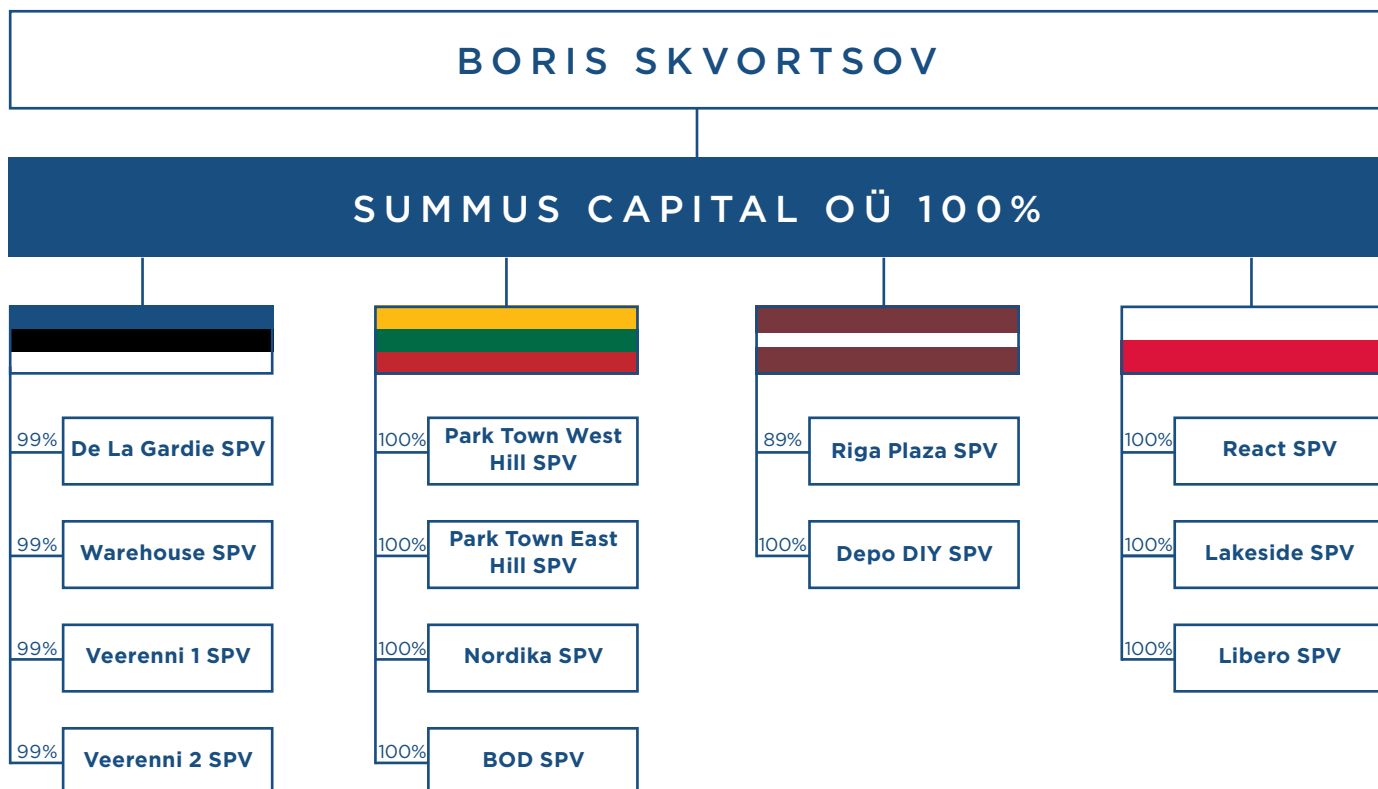 BORIS SKVORTSOV
SUMMUS CAPITAL OÜ 100%
99%
De La Gardie SPV
99%
Warehouse SPV
99%
Veerenni 1 SPV
99%
Veerenni 2 SPV
100%
Park Town West
Hill SPV
100%
Park Town East
Hill SPV
100%
Nordika SPV
100%
BOD SPV
89%
Riga Plaza SPV
100%
Depo DIY SPV
100%
React SPV
100%
Lakeside SPV
100%
Libero SPV